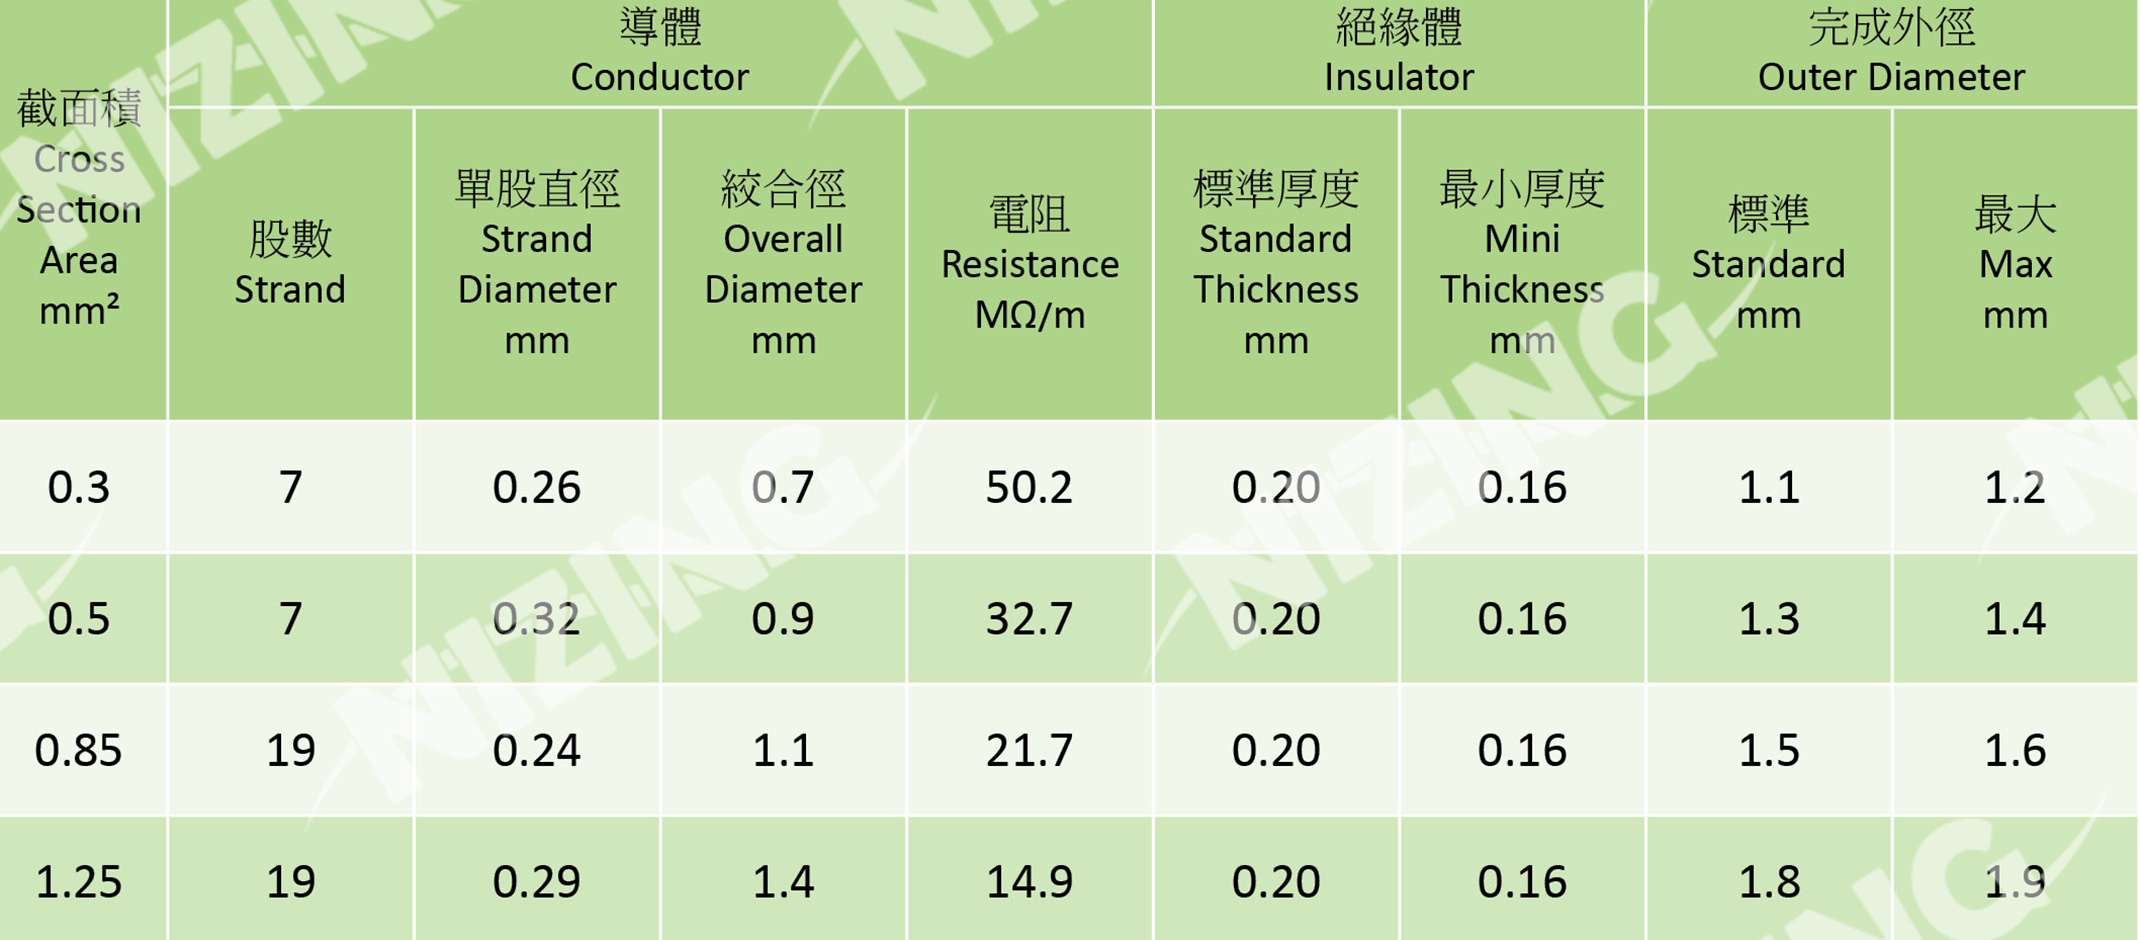 截面積
Cross
Section
Area
mm²
導體
Conductor
絕緣體
Insulator
完成外徑
Outer Diameter
股數
Strand
單股直徑
Strand
Diameter
mm
絞合徑
Overall
Diameter
mm
電阻
Resistance
MΩ/m
標準厚度
Standard
Thickness
mm
最小厚度
Mini
Thickness
mm
標準
Standard
mm
最大
Max
mm
0.3 7 0.26 0.7 50.2 0.20 0.16 1.1 1.2
0.5 7 0.32 0.9 32.7 0.20 0.16 1.3 1.4
0.85 19 0.24 1.1 21.7 0.20 0.16 1.5 1.6
1.25 19 0.29 1.4 14.9 0.20 0.16 1.8 1.9
NIZING
NIZING
NIZING